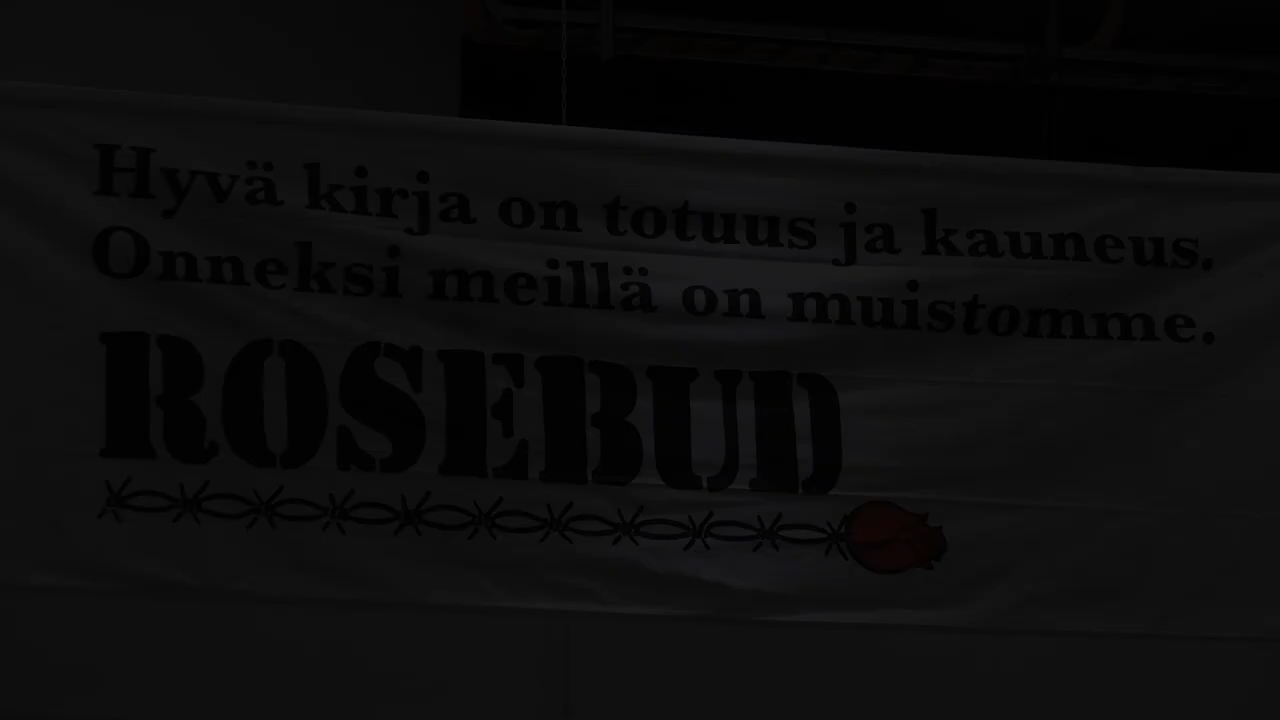 Hyvä kirja on totuus ja kauneus.
Onneksi meillä on muistomme.
ROSEBUD